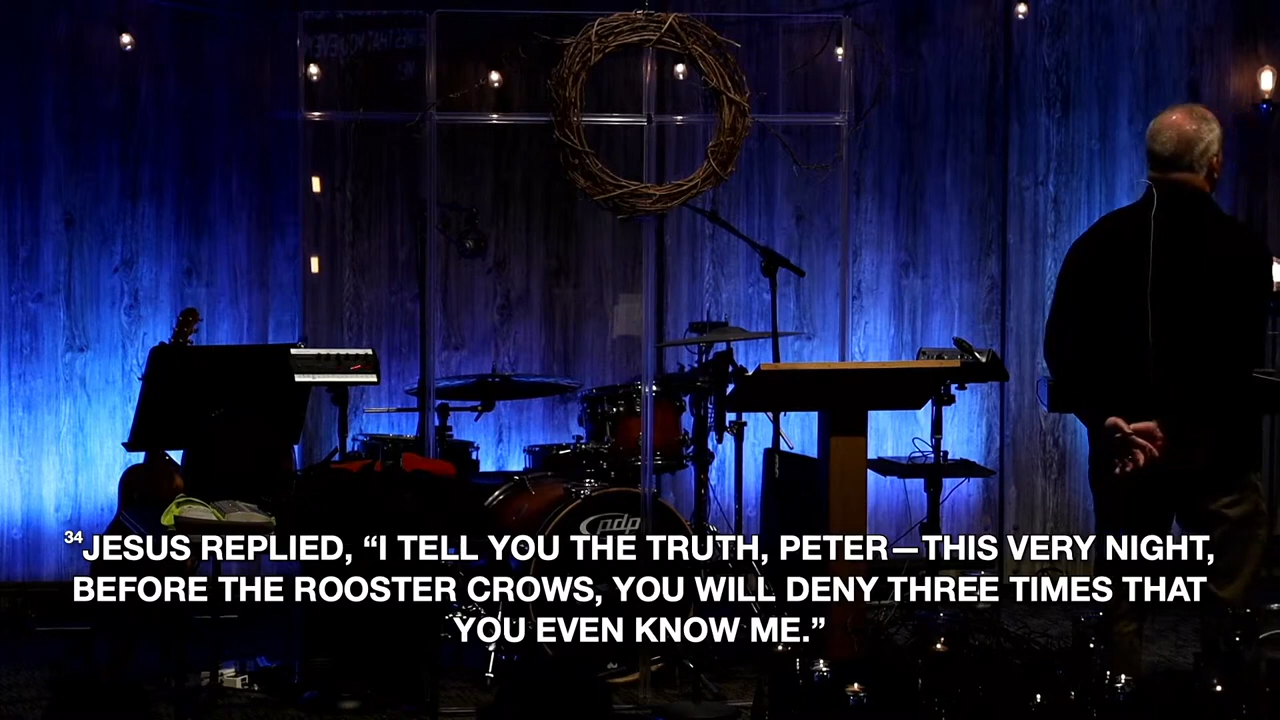 pdp
³⁴JESUS REPLIED, “I TELL YOU THE TRUTH, PETER—THIS VERY NIGHT,
BEFORE THE ROOSTER CROWS, YOU WILL DENY THREE TIMES THAT
YOU EVEN KNOW ME.”